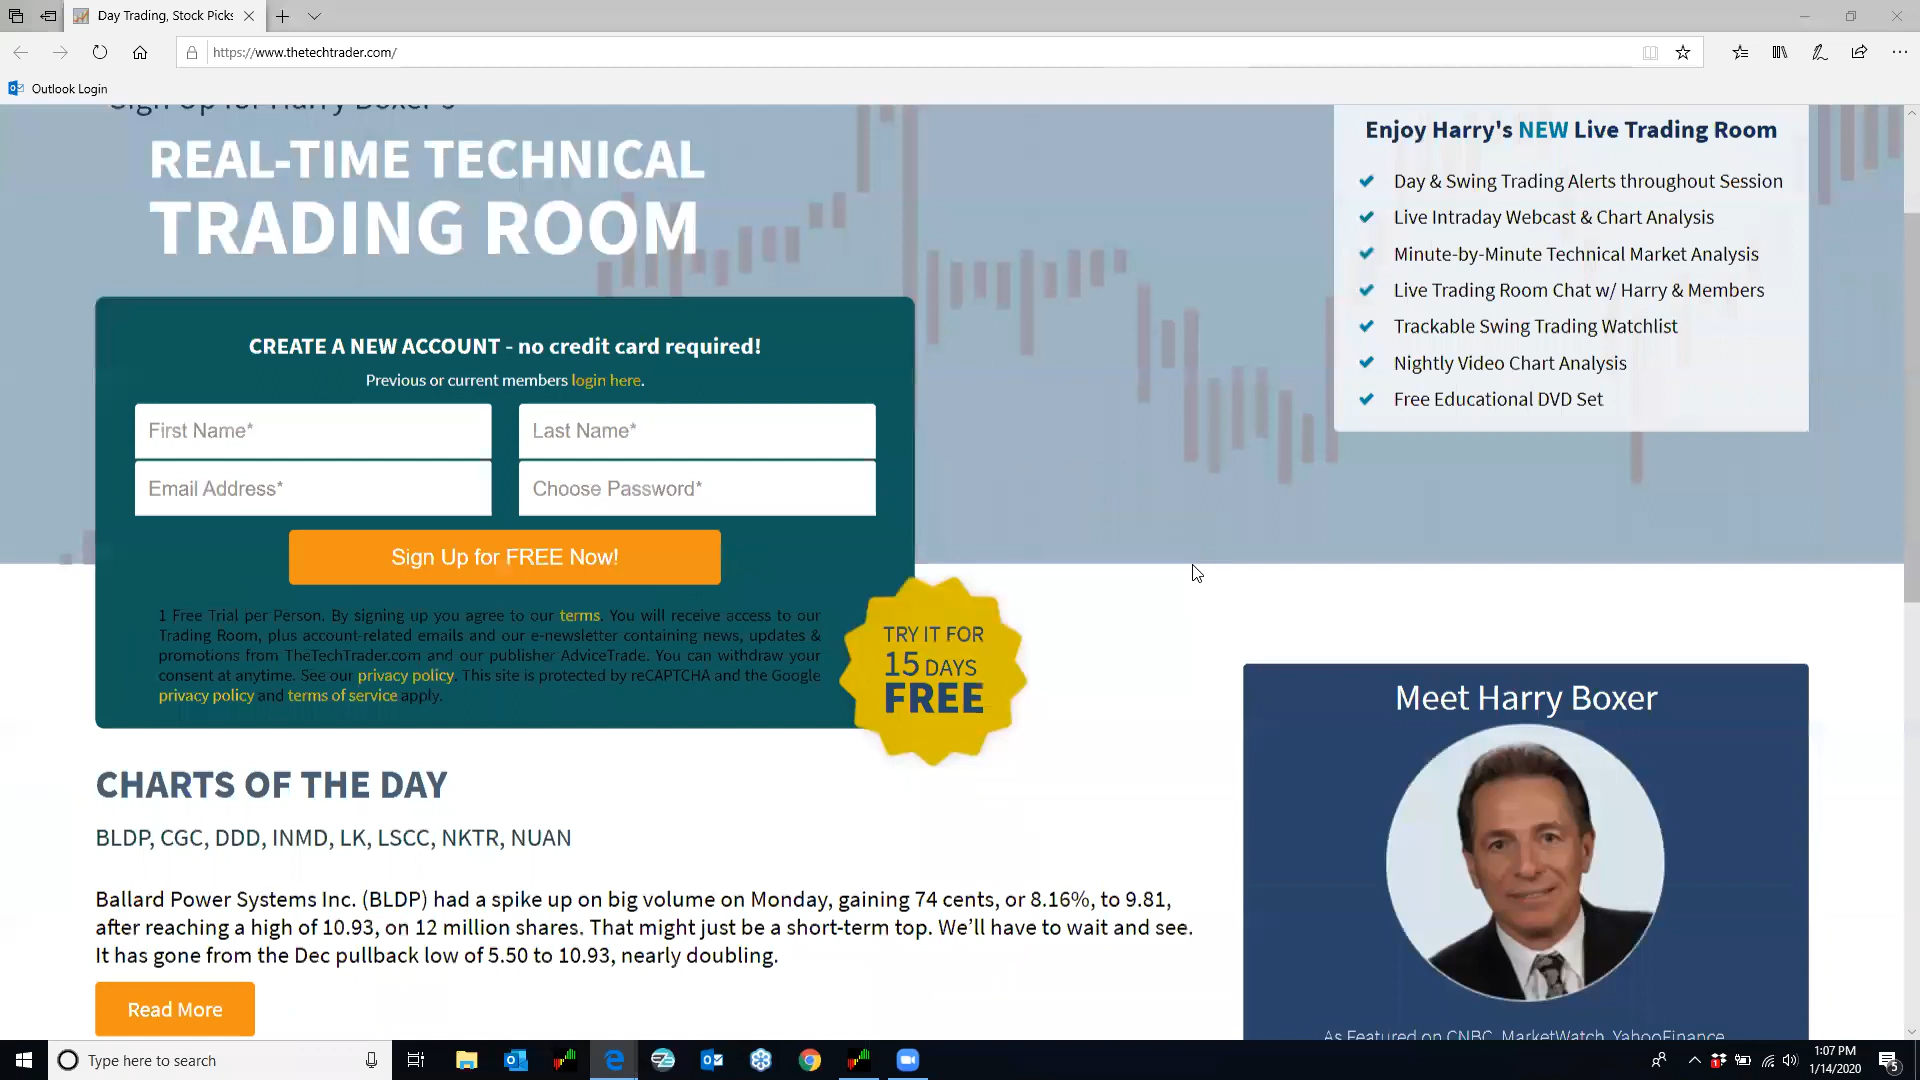 Day Trading, Stock Picks
https://www.thetechtrader.com/
Outlook Login
Sign Up for Harry Boxer's
REAL-TIME TECHNICAL
TRADING ROOM
CREATE A NEW ACCOUNT - no credit card required!
Previous or current members login here.
First Name*
Last Name*
Email Address*
Choose Password*
Sign Up for FREE Now!
1 Free Trial per Person. By signing up you agree to our terms. You will receive access to our
Trading Room, plus account-related emails and our e-newsletter containing news, updates &
promotions from TheTechTrader.com and our publisher AdviceTrade. You can withdraw your
consent at anytime. See our privacy policy. This site is protected by reCAPTCHA and the Google
privacy policy and terms of service apply.
TRY IT FOR
15 DAYS
FREE
Enjoy Harry's NEW Live Trading Room
Day & Swing Trading Alerts throughout Session
Live Intraday Webcast & Chart Analysis
Minute-by-Minute Technical Market Analysis
Live Trading Room Chat w/ Harry & Members
Trackable Swing Trading Watchlist
Nightly Video Chart Analysis
Free Educational DVD Set
CHARTS OF THE DAY
BLDP, CGC, DDD, INMD, LK, LSCC, NKTR, NUAN
Ballard Power Systems Inc. (BLDP) had a spike up on big volume on Monday, gaining 74 cents, or 8.16%, to 9.81,
after reaching a high of 10.93, on 12 million shares. That might just be a short-term top. We’ll have to wait and see.
It has gone from the Dec pullback low of 5.50 to 10.93, nearly doubling.
Read More
Meet Harry Boxer
As Featured on CNBC, MarketWatch, YahooFinance
Type here to search
1:07 PM
1/14/2020
5